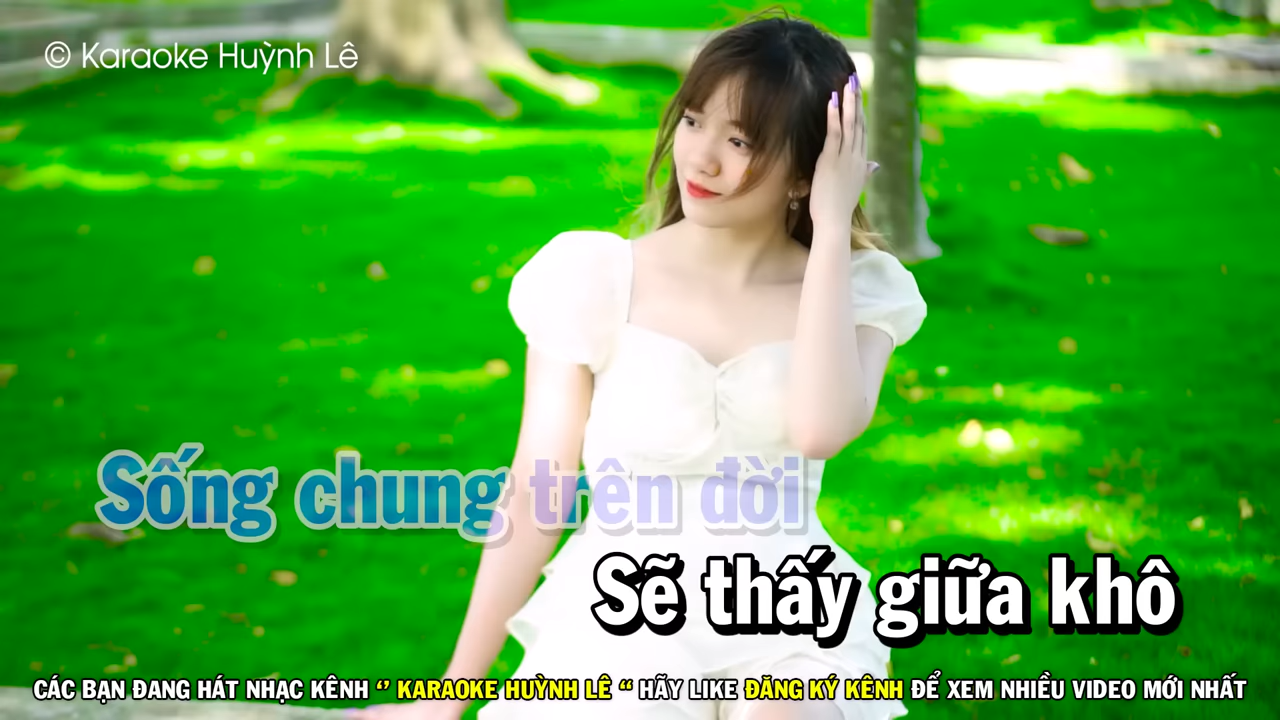 © Karaoke Huỳnh Lê
Sống chung trên đời
Sẽ thấy giữa khô
CÁC BẠN ĐANG HÁT NHẠC KÊNH ‘’ KARAOKE HUỲNH LÊ “ HÃY LIKE ĐĂNG KÝ KÊNH ĐỂ XEM NHIỀU VIDEO MỚI NHẤT